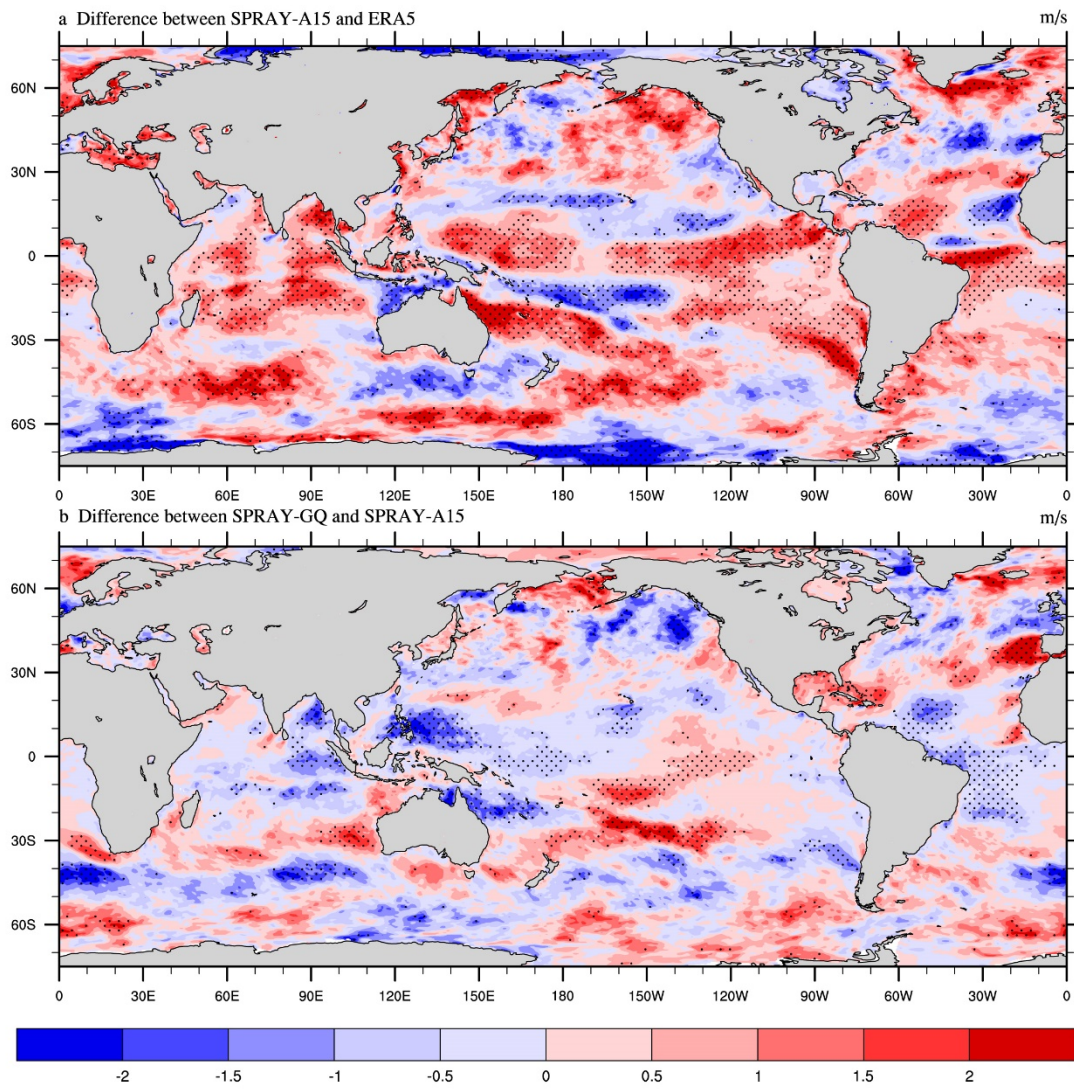 a Difference between SPRAY-A15 and ERA5 m/s
60N
30N
0
30S
60S
0 30E 60E 90E 120E 150E 180 150W 120W 90W 60W 30W 0
b Difference between SPRAY-GQ and SPRAY-A15 m/s
60N
30N
0
30S
60S
0 30E 60E 90E 120E 150E 180 150W 120W 90W 60W 30W 0
-2 -1.5 -1 -0.5 0 0.5 1 1.5 2